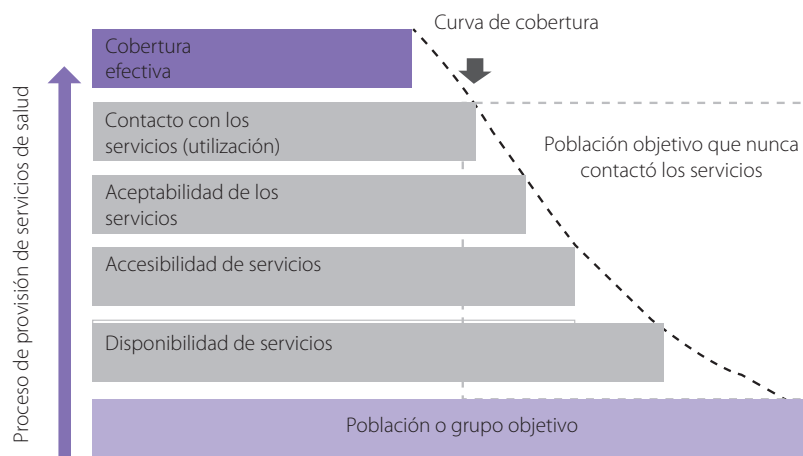 Curva de cobertura
Cobertura
efectiva
Contacto con los
servicios (utilización)
Población objetivo que nunca
contactó los servicios
Aceptabilidad de los
servicios
Accesibilidad de servicios
Disponibilidad de servicios
Población o grupo objetivo
Proceso de provisión de servicios de salud